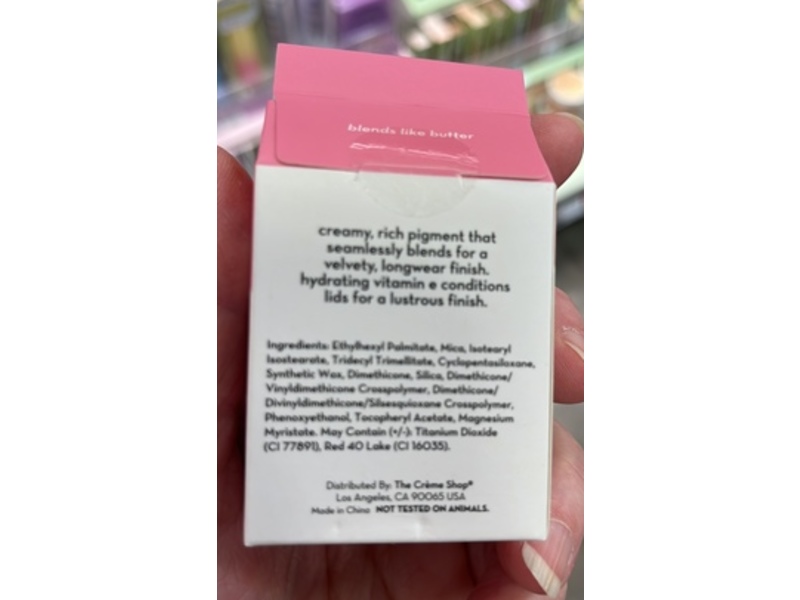 blends like butter
creamy, rich pigment that
seamlessly blends for a
velvety, longwear finish.
hydrating vitamin e conditions
lids for a lustrous finish.
Ingredients: Ethylhexyl Palmitate, Mica, Isotearyl
Isostearate, Tridecyl Trimellitate, Cyclopentasiloxane,
Synthetic Wax, Dimethicone, Silica, Dimethicone/
Vinyldimethicone Crosspolymer, Dimethicone/
Divinyldimethicone/Silsesquioxane Crosspolymer,
Phenoxyethanol, Tocopheryl Acetate, Magnesium
Myristate. May Contain (+/-): Titanium Dioxide
(CI 77891), Red 40 Lake (CI 16035).
Distributed By: The Crème Shop®
Los Angeles, CA 90065 USA
Made in China NOT TESTED ON ANIMALS.